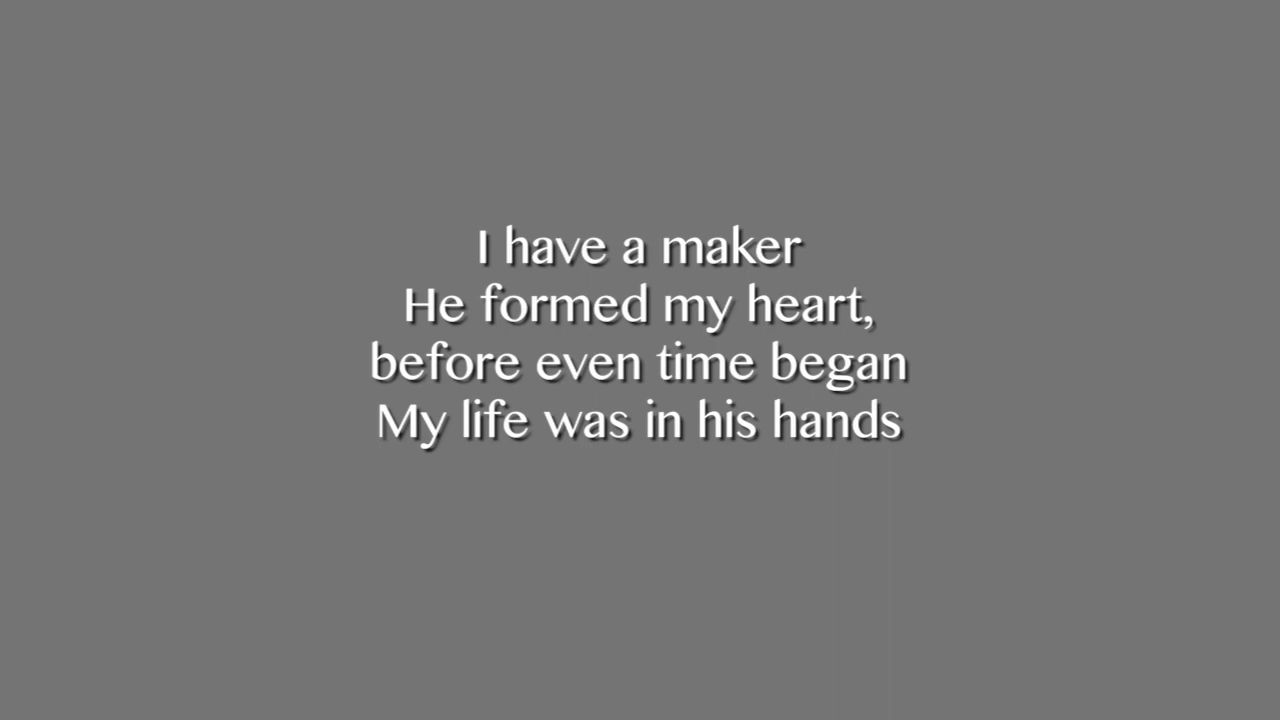 I have a maker
He formed my heart,
before even time began
My life was in his hands